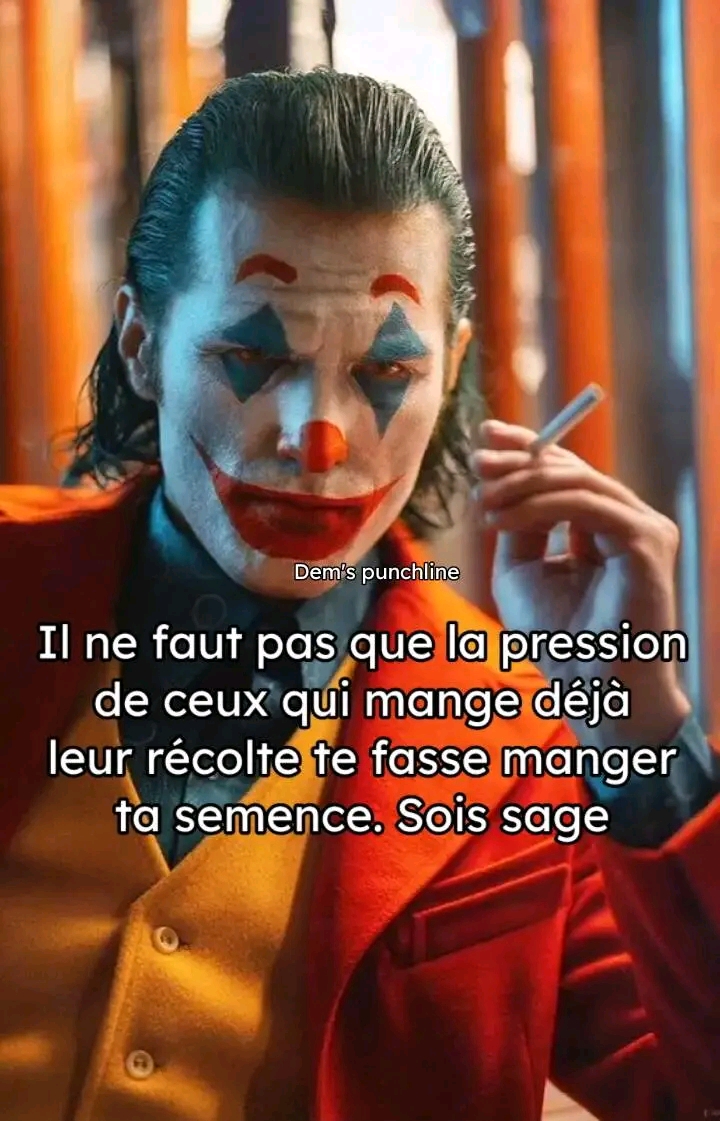 Dem's punchline
Il ne faut pas que la pression
de ceux qui mange déjà
leur récolte te fasse manger
ta semence. Sois sage